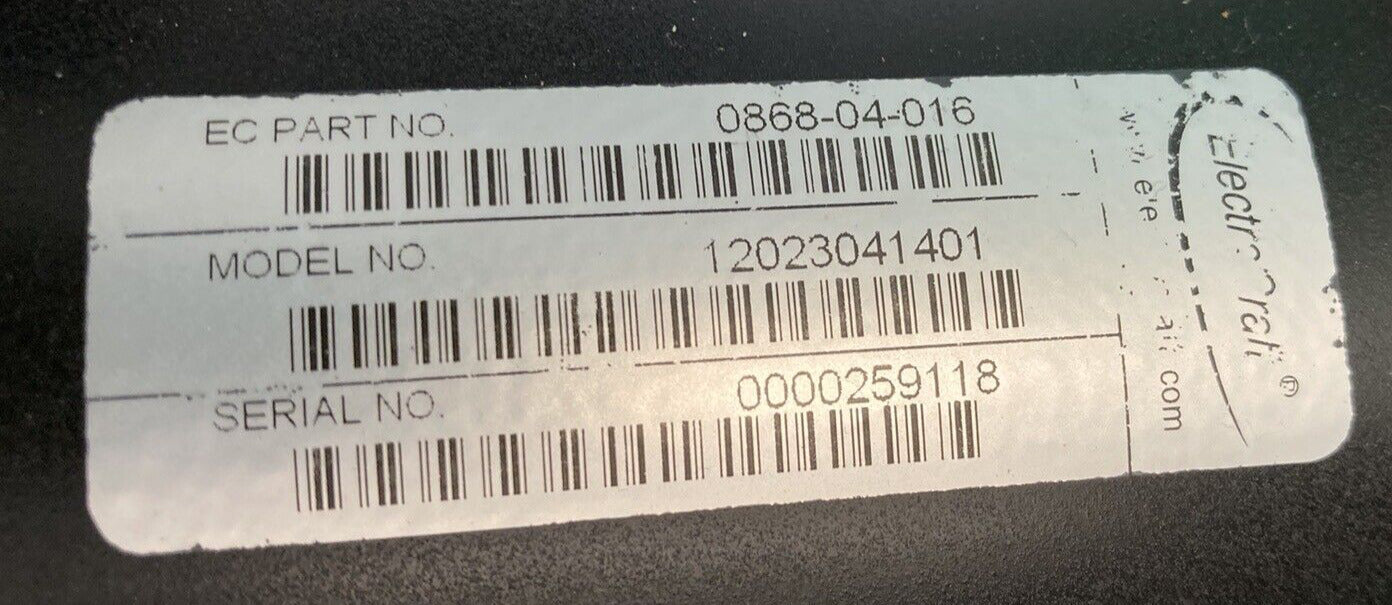 EC PART NO. 0868-04-016
MODEL NO. 12023041401
SERIAL NO. 0000259118
com
®